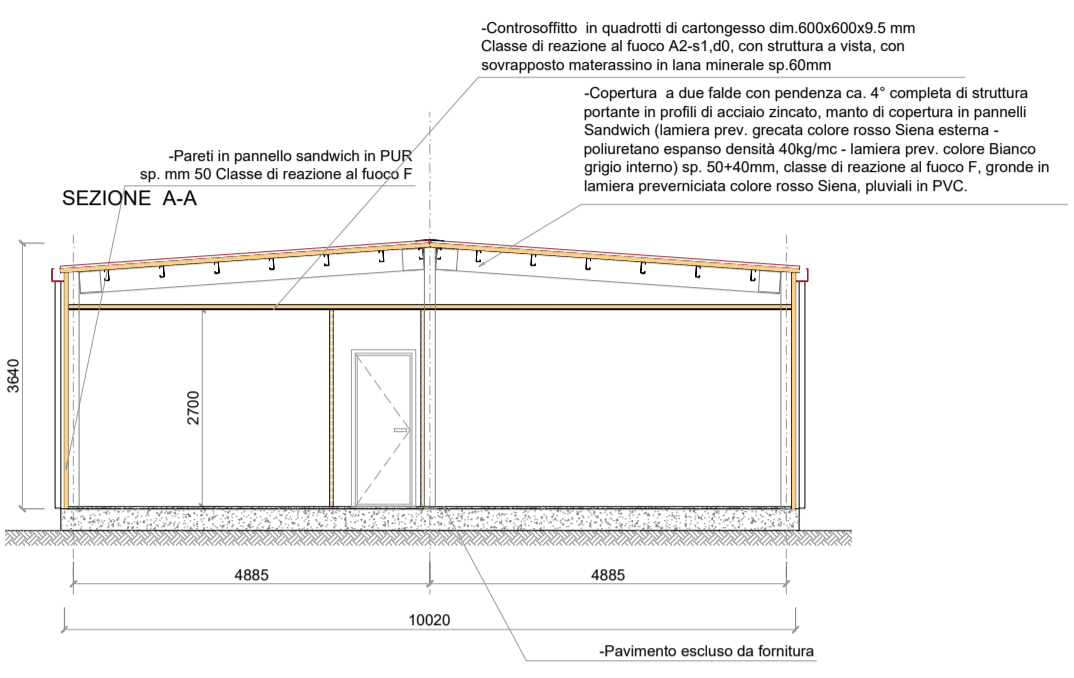 -Controsoffitto  in quadrotti di cartongesso dim.600x600x9.5 mm
Classe di reazione al fuoco A2-s1,d0, con struttura a vista, con
sovrapposto materassino in lana minerale sp.60mm
-Copertura  a due falde con pendenza ca. 4° completa di struttura
portante in profili di acciaio zincato, manto di copertura in pannelli
Sandwich (lamiera prev. grecata colore rosso Siena esterna -
poliuretano espanso densità 40kg/mc - lamiera prev. colore Bianco
grigio interno) sp. 50+40mm, classe di reazione al fuoco F, gronde in
lamiera preverniciata colore rosso Siena, pluviali in PVC.
-Pareti in pannello sandwich in PUR
sp. mm 50 Classe di reazione al fuoco F
SEZIONE  A-A
3640
2700
4885
4885
10020
-Pavimento escluso da fornitura